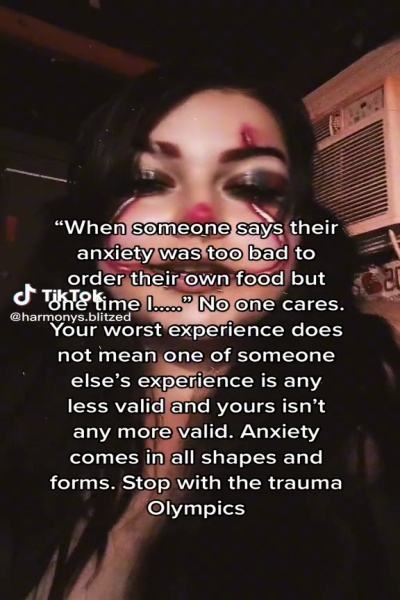 “When someone says their
anxiety was too bad to
order their own food but
one time I.....” No one cares.
TikTok
@harmonys.blitzed
Your worst experience does
not mean one of someone
else’s experience is any
less valid and yours isn’t
any more valid. Anxiety
comes in all shapes and
forms. Stop with the trauma
Olympics